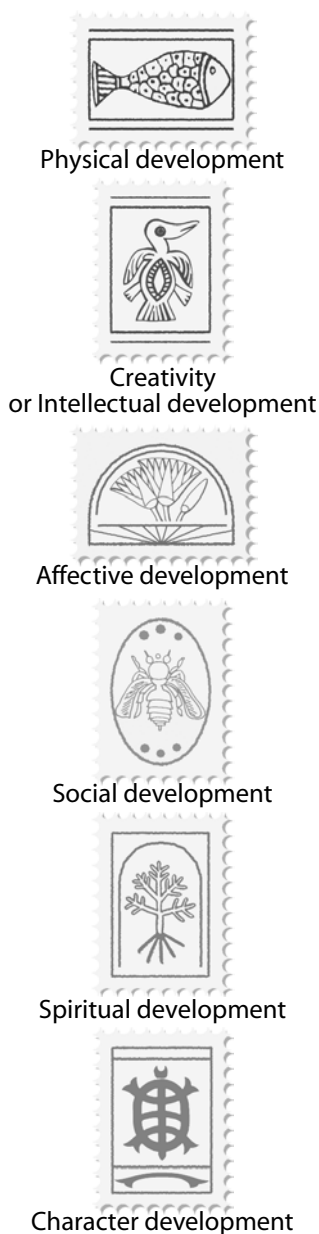 Physical development
Creativity
or Intellectual development
Affective development
Social development
Spiritual development
Character development